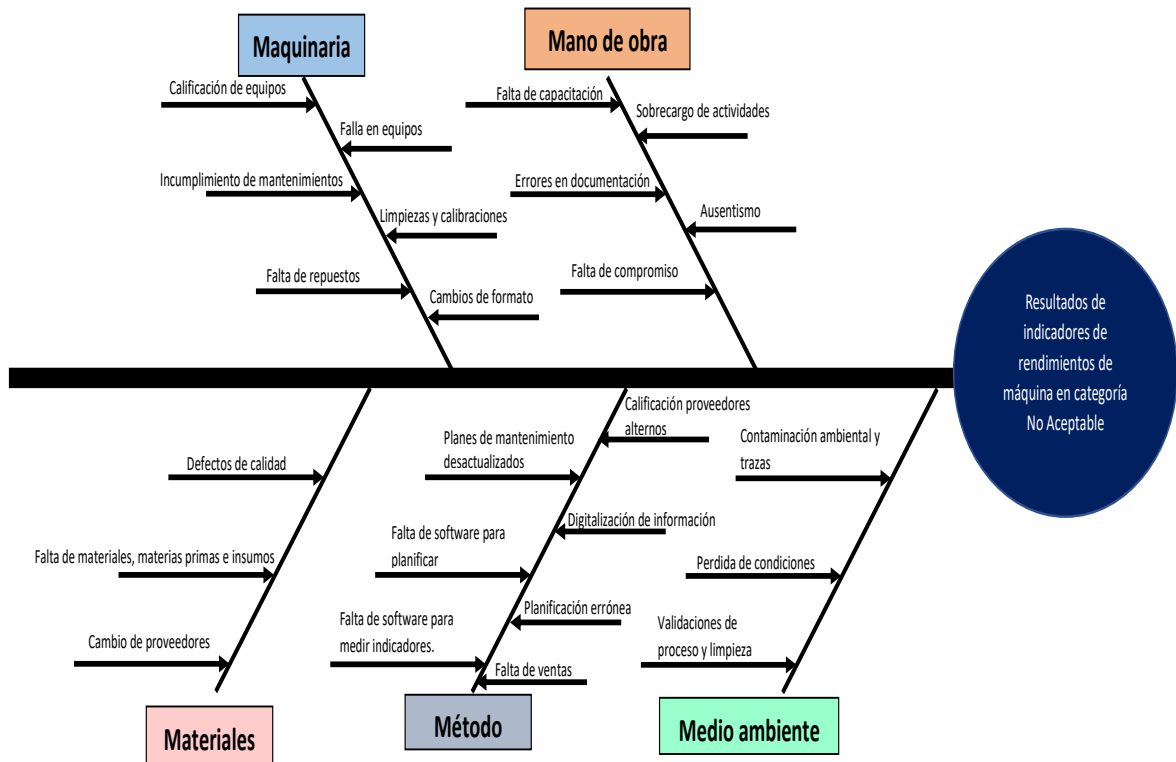 Maquinaria
Mano de obra
Calificación de equipos
Falla en equipos
Incumplimiento de mantenimientos
Limpiezas y calibraciones
Falta de repuestos
Cambios de formato
Falta de capacitación
Sobrecargo de actividades
Errores en documentación
Ausentismo
Falta de compromiso
Resultados de
indicadores de
rendimientos de
máquina en categoría
No Aceptable
Defectos de calidad
Falta de materiales, materias primas e insumos
Cambio de proveedores
Calificación proveedores
alternos
Planes de mantenimiento
desactualizados
Digitalización de información
Falta de software para
planificar
Planificación errónea
Falta de software para
medir indicadores.
Falta de ventas
Contaminación ambiental y
trazas
Perdida de condiciones
Validaciones de
proceso y limpieza
Materiales
Método
Medio ambiente